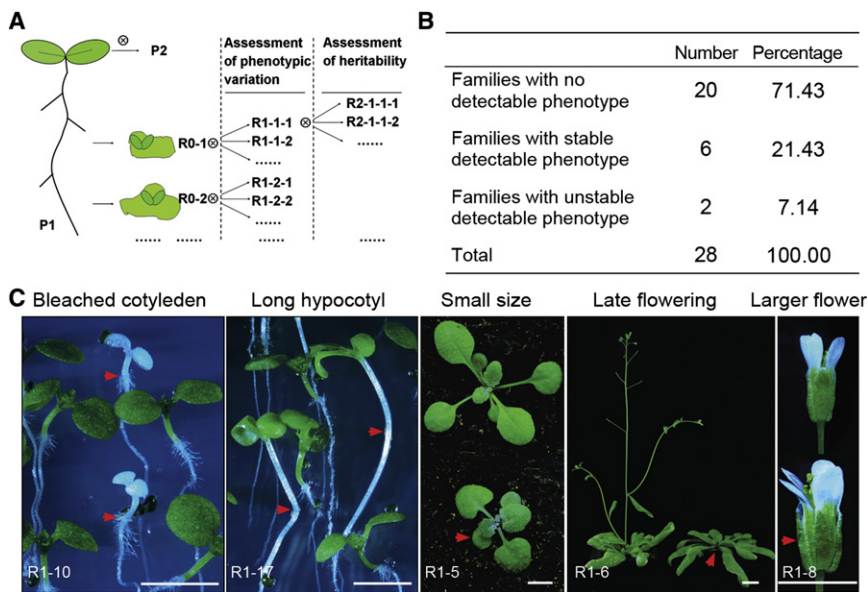 A
P2
P1
R0-1
R0-2
Assessment
of phenotypic
variation
R1-1-1
R1-1-2
......
R1-2-1
R1-2-2
......
Assessment
of heritability
R2-1-1-1
R2-1-1-2
......
...... ......
B
Number Percentage
Families with no
detectable phenotype 20 71.43
Families with stable
detectable phenotype 6 21.43
Families with unstable
detectable phenotype 2 7.14
Total 28 100.00
C
Bleached cotyleden
Long hypocotyl
Small size
Late flowering
Larger flower
R1-10
R1-17
R1-5
R1-6
R1-8